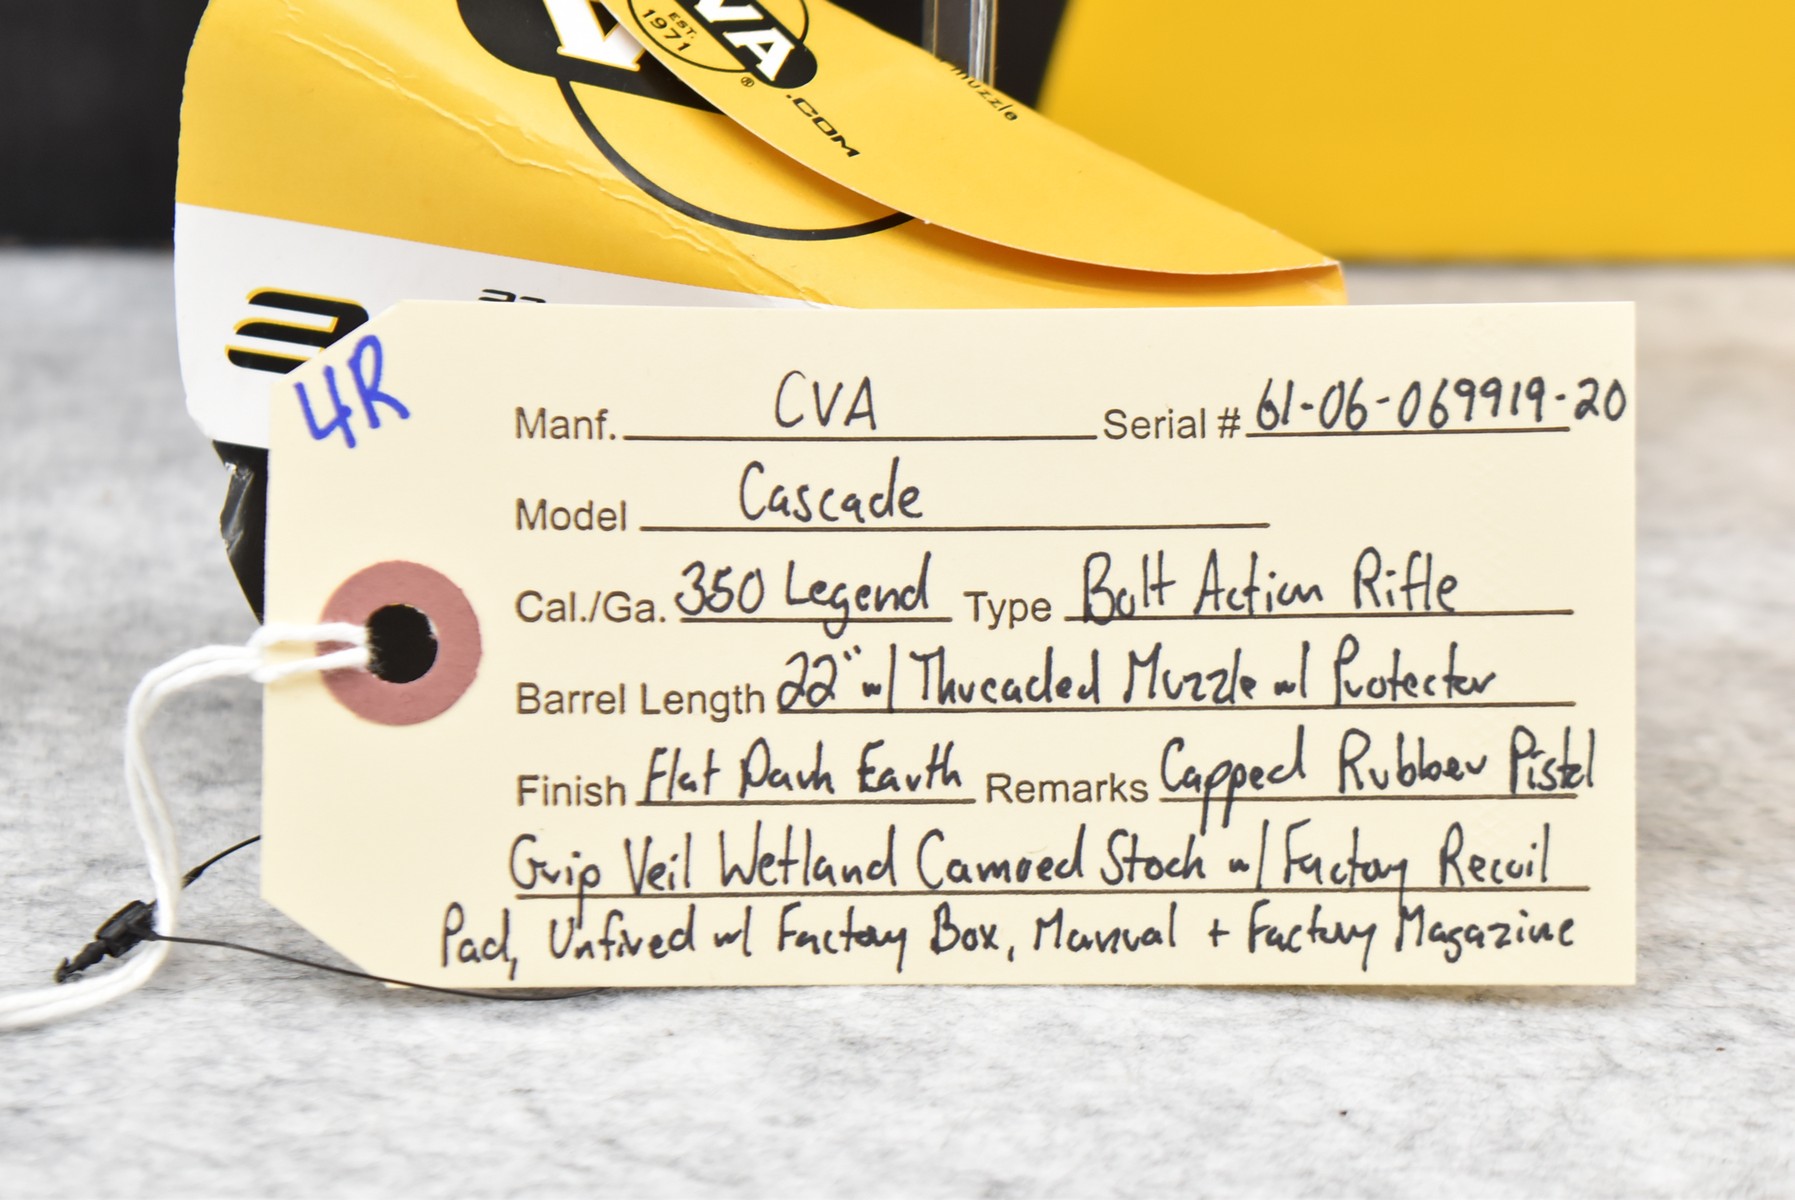 VA
EST.
1971
®
.COM
muzzle
4R
Manf. CVA Serial # 61-06-069919-20
Model Cascade
Cal./Ga. 350 Legend Type Bolt Action Rifle
Barrel Length 22" w/ Threaded Muzzle w/ Protector
Finish Flat Dark Earth Remarks Capped Rubber Pistol
Grip Veil Wetland Camoed Stock w/ Factory Recoil
Pad, Unfired w/ Factory Box, Manual + Factory Magazine